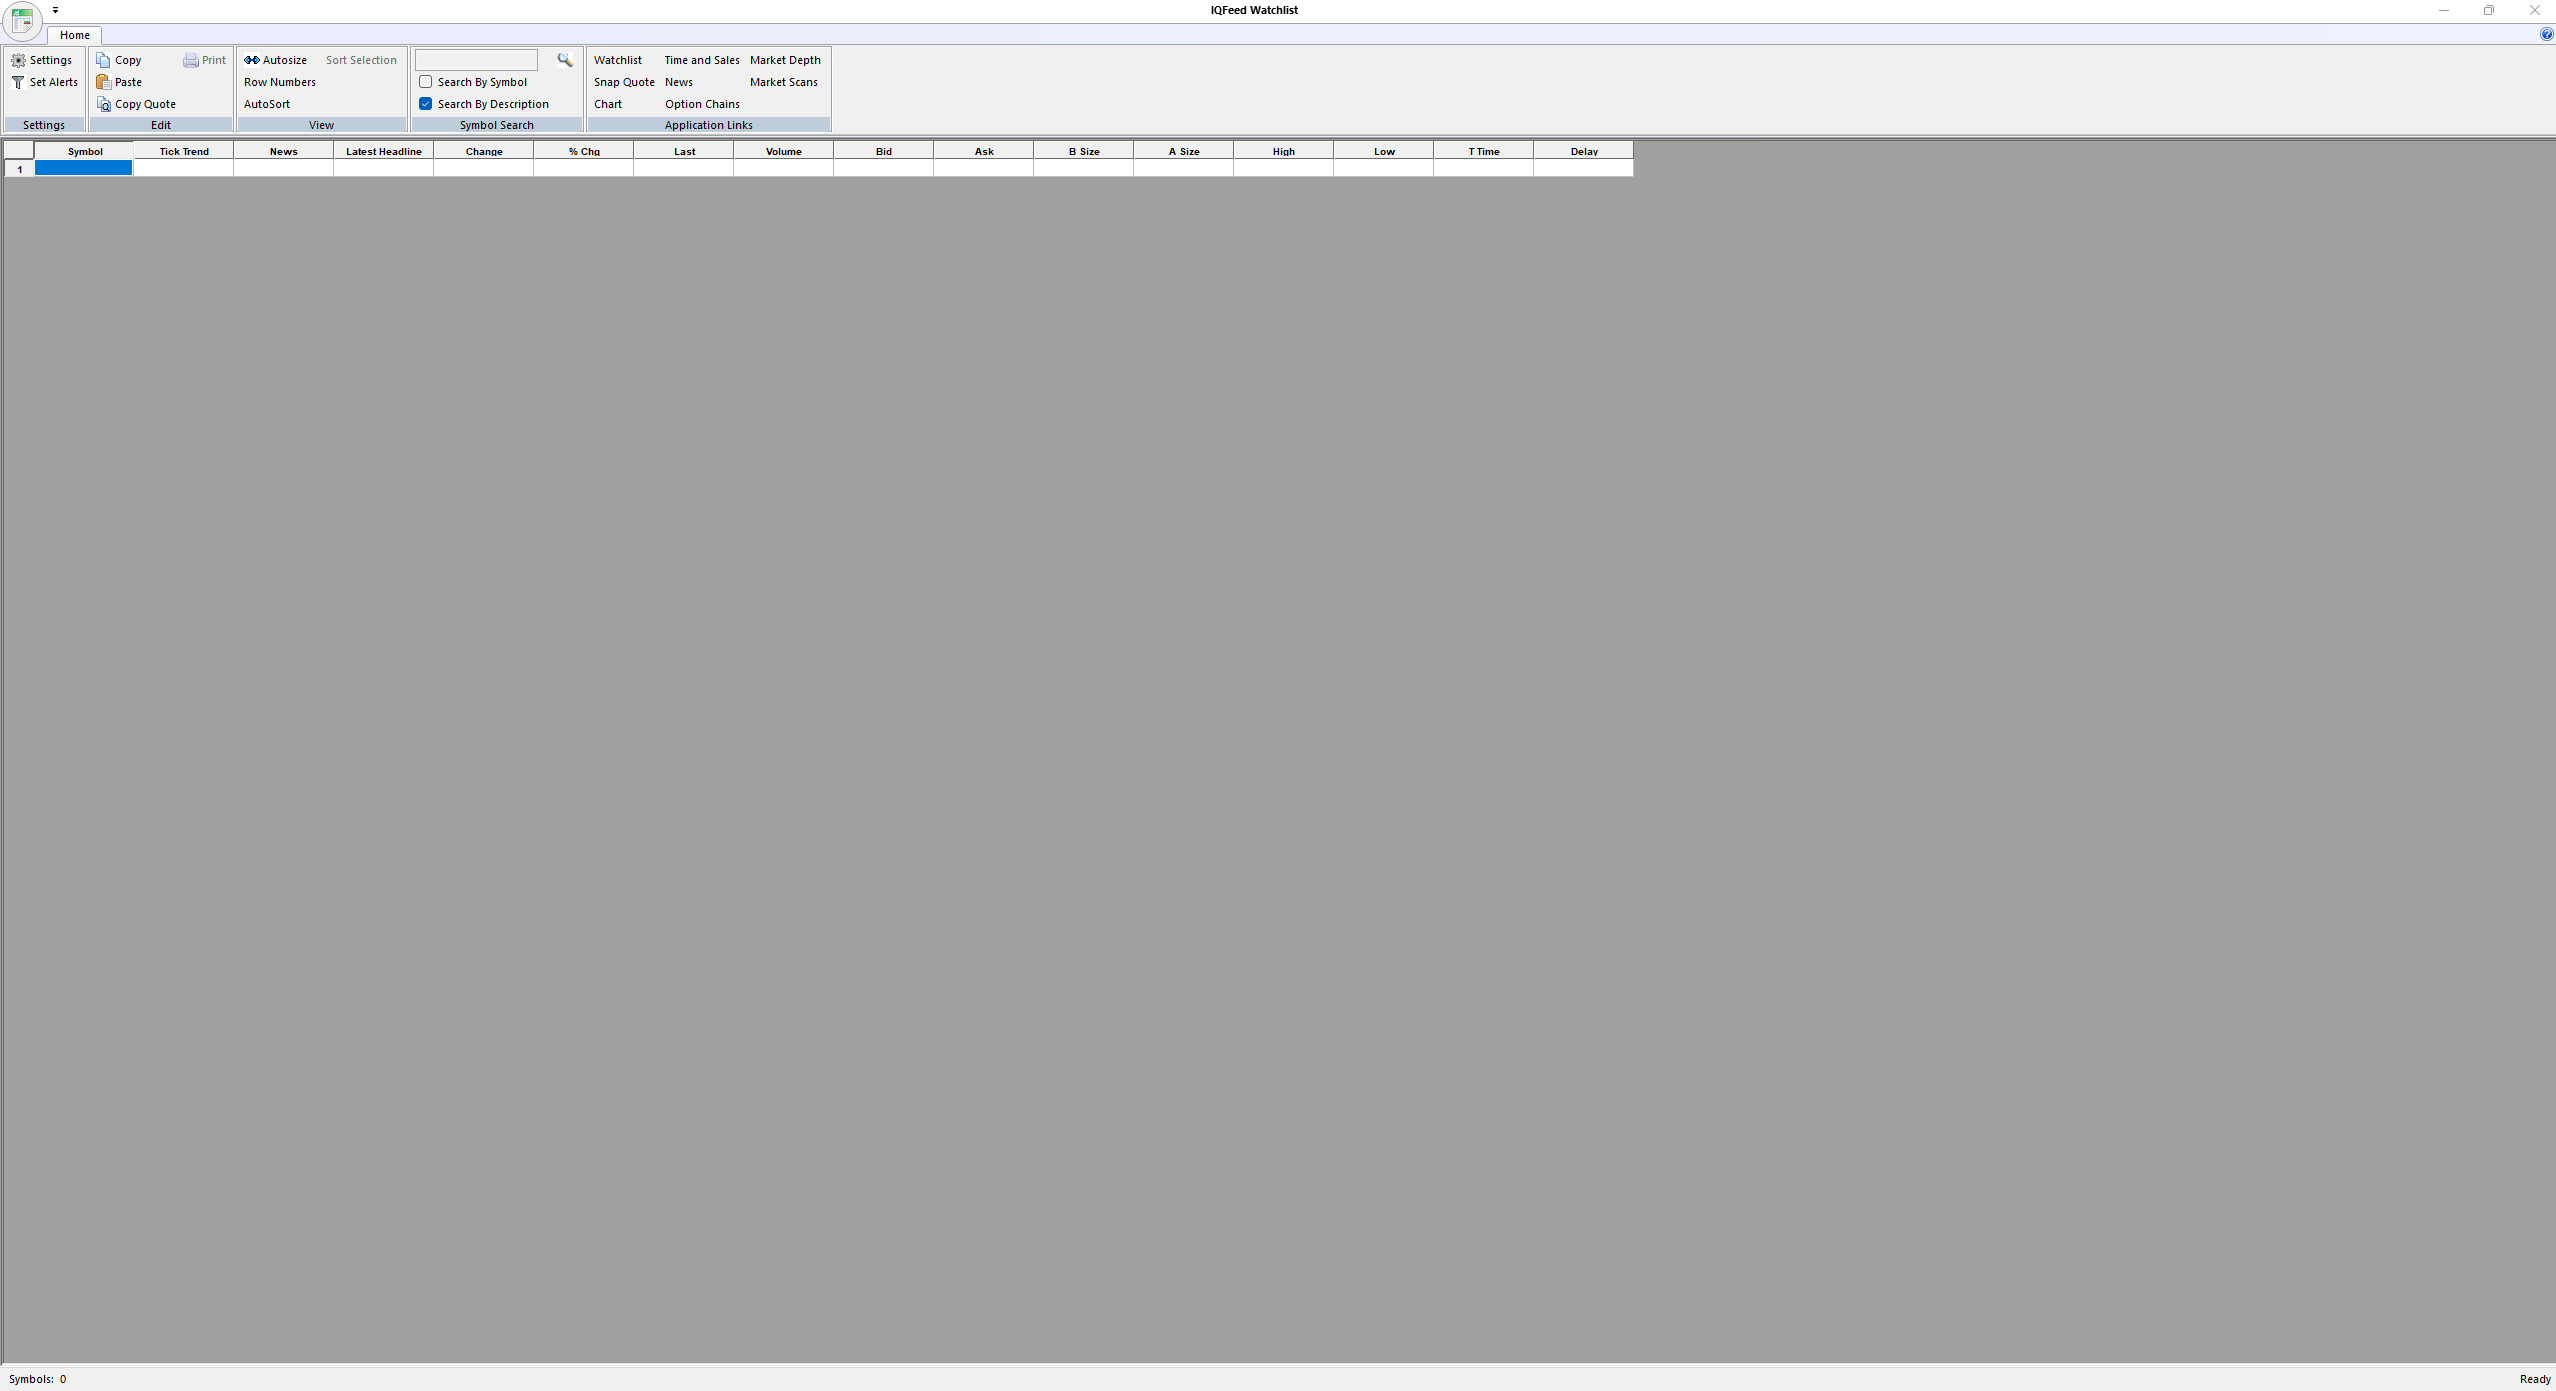 IQFeed Watchlist
Home
Settings Copy Print Autosize Sort Selection Watchlist Time and Sales Market Depth
Set Alerts Paste Row Numbers Search By Symbol Snap Quote News Market Scans
Copy Quote AutoSort Search By Description Chart Option Chains
Settings Edit View Symbol Search Application Links
Symbol Tick Trend News Latest Headline Change % Chg Last Volume Bid Ask B Size A Size High Low T Time Delay
1
Symbols: 0 Ready